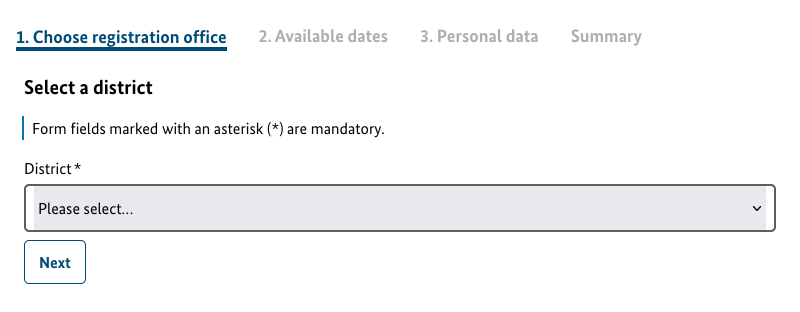 1. Choose registration office 2. Available dates 3. Personal data Summary
Select a district
Form fields marked with an asterisk (*) are mandatory.
District *
Please select...
Next